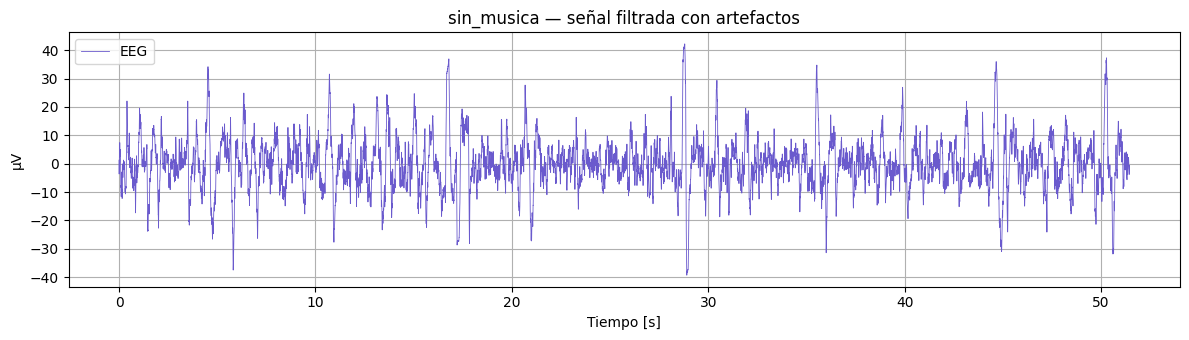 sin_musica — señal filtrada con artefactos
EEG
40
30
20
10
0
−10
−20
−30
−40
µV
0 10 20 30 40 50
Tiempo [s]